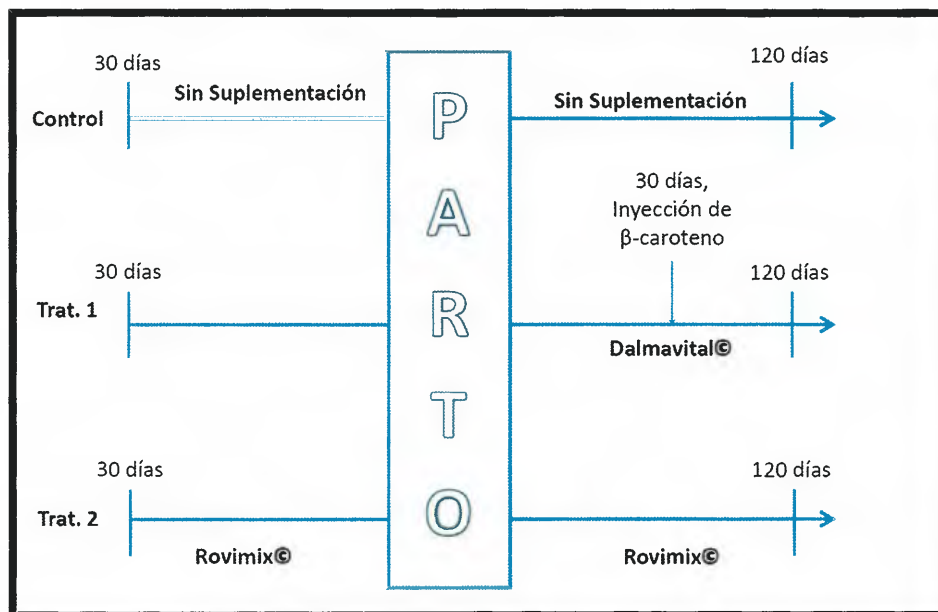 30 días
120 días
Sin Suplementación
Sin Suplementación
Control
30 días,
Inyección de
β-caroteno
30 días
120 días
Trat. 1
Dalmavital©
30 días
120 días
Trat. 2
Rovimix©
Rovimix©
P
A
R
T
O